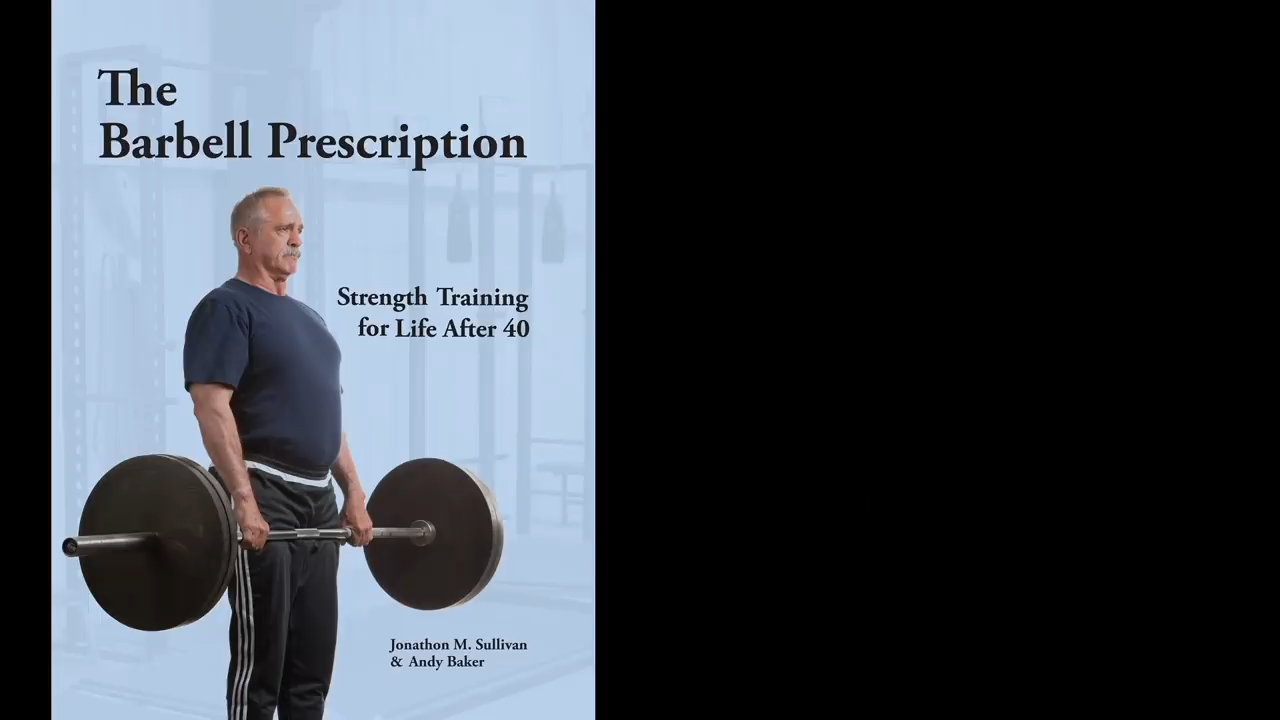 The
Barbell Prescription
Strength Training
for Life After 40
Jonathon M. Sullivan
& Andy Baker